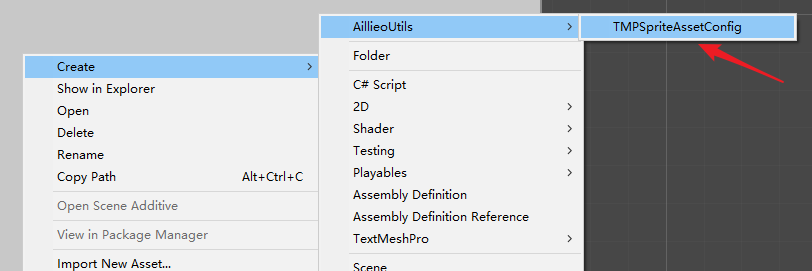 Create
Show in Explorer
Open
Delete
Rename
Copy Path Alt+Ctrl+C
Open Scene Additive
View in Package Manager
Import New Asset...
AillieoUtils
Folder
C# Script
2D
Shader
Testing
Playables
Assembly Definition
Assembly Definition Reference
TextMeshPro
Scene
TMPSpriteAssetConfig